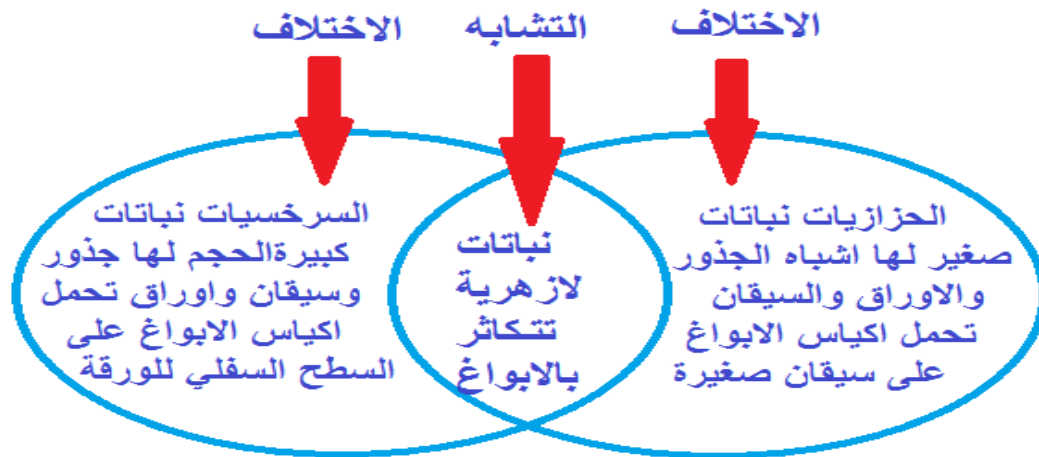 الاختلاف
التشابه
الاختلاف
الحزازيات نباتات
صغير لها اشباه الجذور
والاوراق والسيقان
تحمل اكياس الابواغ
على سيقان صغيرة
نباتات
لازهرية
تتكاثر
بالابواغ
السرخسيات نباتات
كبيرةالحجم لها جذور
وسيقان واوراق تحمل
اكياس الابواغ على
السطح السفلي للورقة